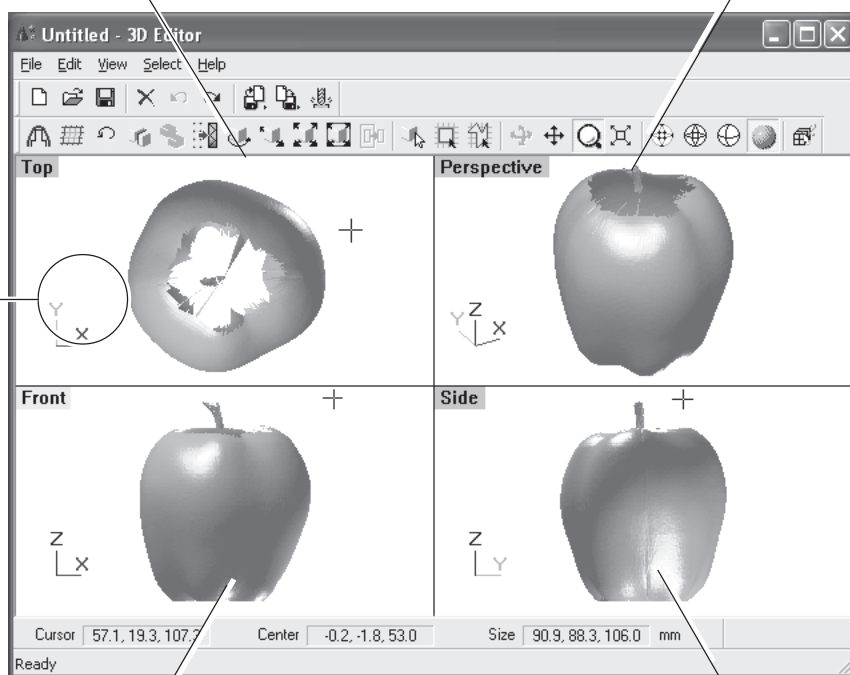 Untitled - 3D Editor
File Edit View Select Help
Top
Perspective
Y
X
Z
Y X
Front
Side
Z
X
Z
Y
Cursor 57.1, 19.3, 107.3 Center -0.2, -1.8, 53.0 Size 90.9, 88.3, 106.0 mm
Ready